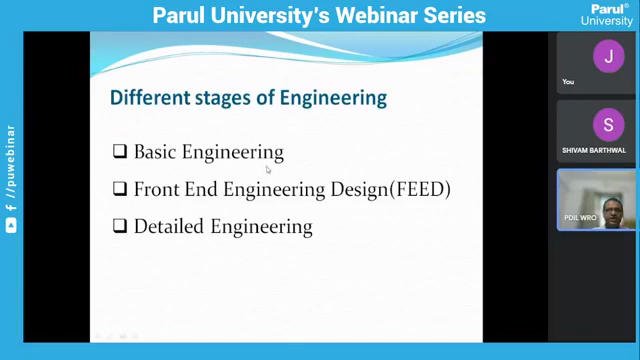 Parul University's Webinar Series
Parul®
University
Different stages of Engineering
Basic Engineering
Front End Engineering Design(FEED)
Detailed Engineering
J
You
S
SHIVAM BARTHWAL
PDIL WRO
/puwebinar